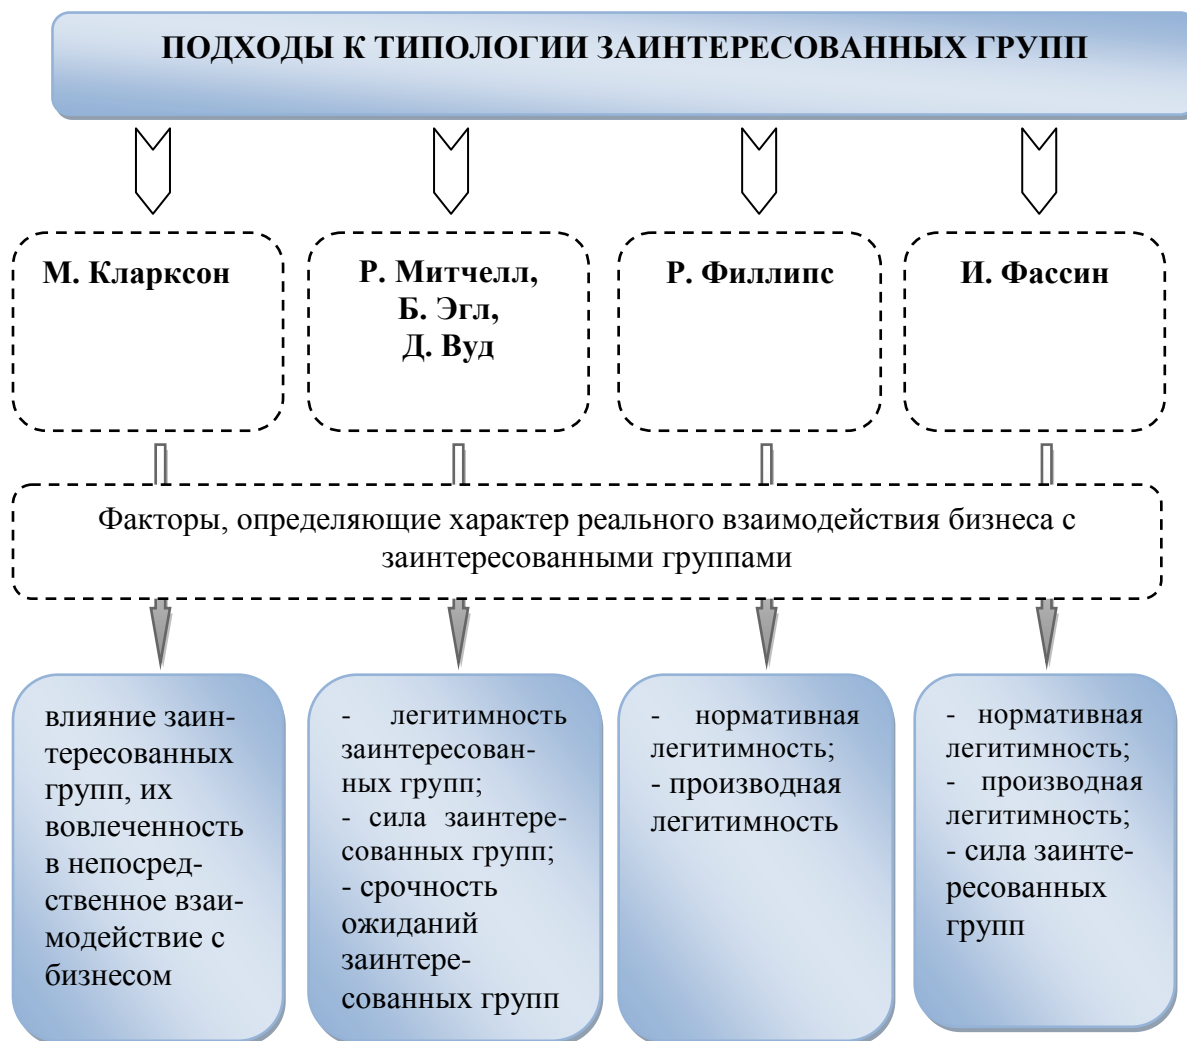 ПОДХОДЫ К ТИПОЛОГИИ ЗАИНТЕРЕСОВАННЫХ ГРУПП
М. Кларксон
Р. Митчелл,
Б. Эгл,
Д. Вуд
Р. Филлипс
И. Фассин
Факторы, определяющие характер реального взаимодействия бизнеса с
заинтересованными группами
влияние заин-
тересованных
групп, их
вовлеченность
в непосред-
ственное взаи-
модействие с
бизнесом
- легитимность
заинтересован-
ных групп;
- сила заинтере-
сованных групп;
- срочность
ожиданий
заинтере-
сованных групп
- нормативная
легитимность;
- производная
легитимность
- нормативная
легитимность;
- производная
легитимность;
- сила заинте-
ресованных
групп